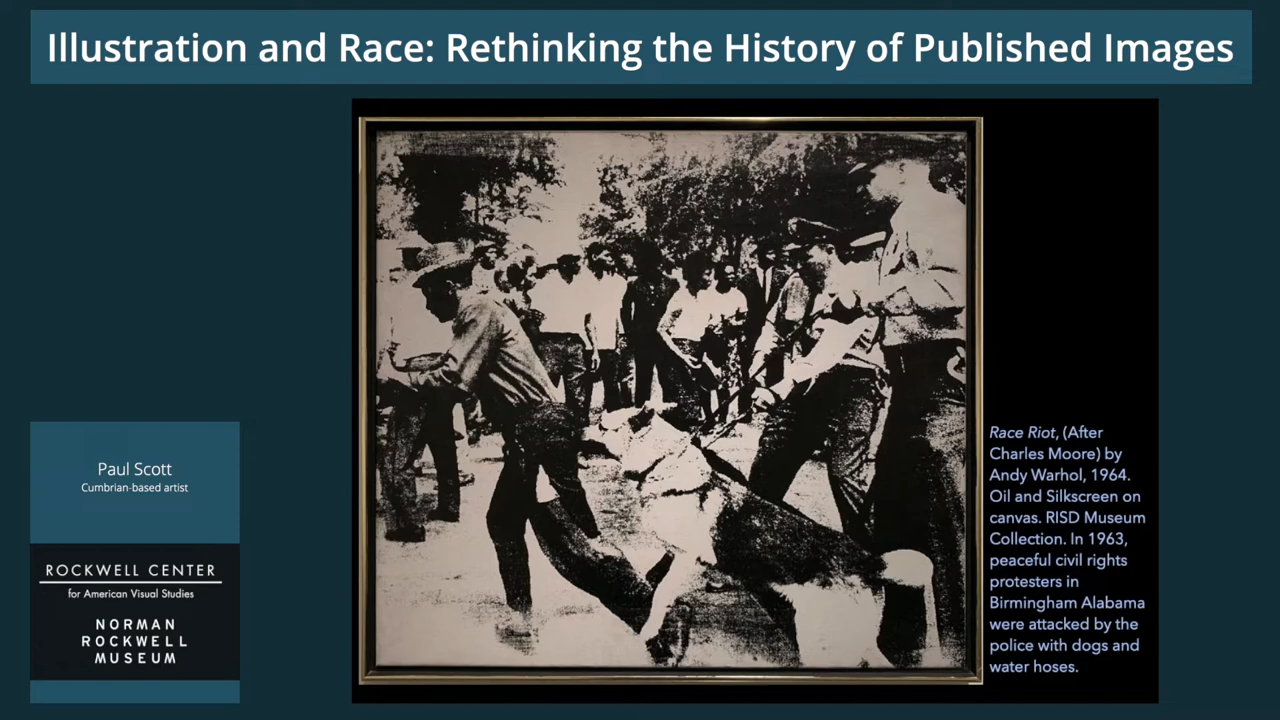 Illustration and Race: Rethinking the History of Published Images
Race Riot, (After
Charles Moore) by
Andy Warhol, 1964.
Oil and Silkscreen on
canvas. RISD Museum
Collection. In 1963,
peaceful civil rights
protesters in
Birmingham Alabama
were attacked by the
police with dogs and
water hoses.
Paul Scott
Cumbrian-based artist
ROCKWELL CENTER
for American Visual Studies
NORMAN
ROCKWELL
MUSEUM